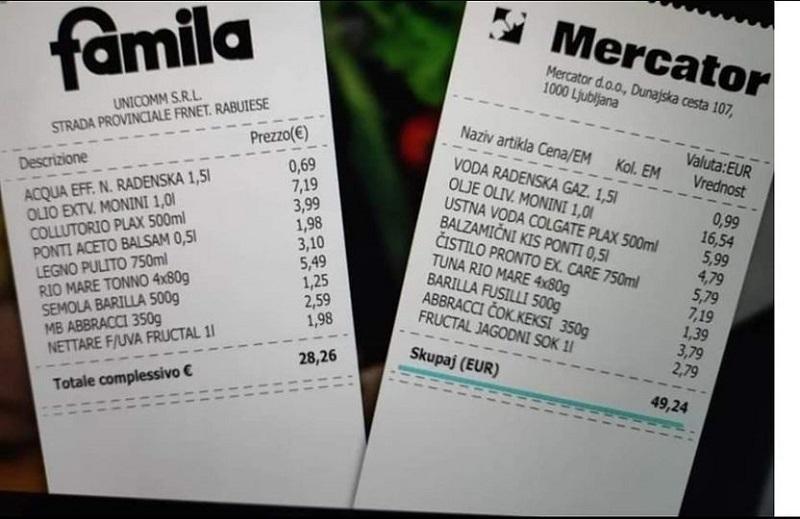 famila
UNICOMM S.R.L.
STRADA PROVINCIALE FRNET. RABUIESE
Descrizione Prezzo(€)
ACQUA EFF. N. RADENSKA 1,5l 0,69
OLIO EXTV. MONINI 1,0l 7,19
COLLUTORIO PLAX 500ml 3,99
PONTI ACETO BALSAM 0,5l 1,98
LEGNO PULITO 750ml 3,10
RIO MARE TONNO 4x80g 5,49
SEMOLA BARILLA 500g 1,25
MB ABBRACCI 350g 2,59
NETTARE F/UVA FRUCTAL 1l 1,98
Totale complessivo € 28,26
Mercator
Mercator d.o.o., Dunajska cesta 107,
1000 Ljubljana
Valuta:EUR
Naziv artikla Cena/EM Kol. EM Vrednost
VODA RADENSKA GAZ. 1,5l 0,99
OLJE OLIV. MONINI 1,0l 16,54
USTNA VODA COLGATE PLAX 500ml 5,99
BALZAMIČNI KIS PONTI 0,5l 4,79
ČISTILO PRONTO EX. CARE 750ml 5,79
TUNA RIO MARE 4x80g 7,19
BARILLA FUSILLI 500g 1,39
ABBRACCI ČOK.KEKSI 350g 3,79
FRUCTAL JAGODNI SOK 1l 2,79
Skupaj (EUR) 49,24